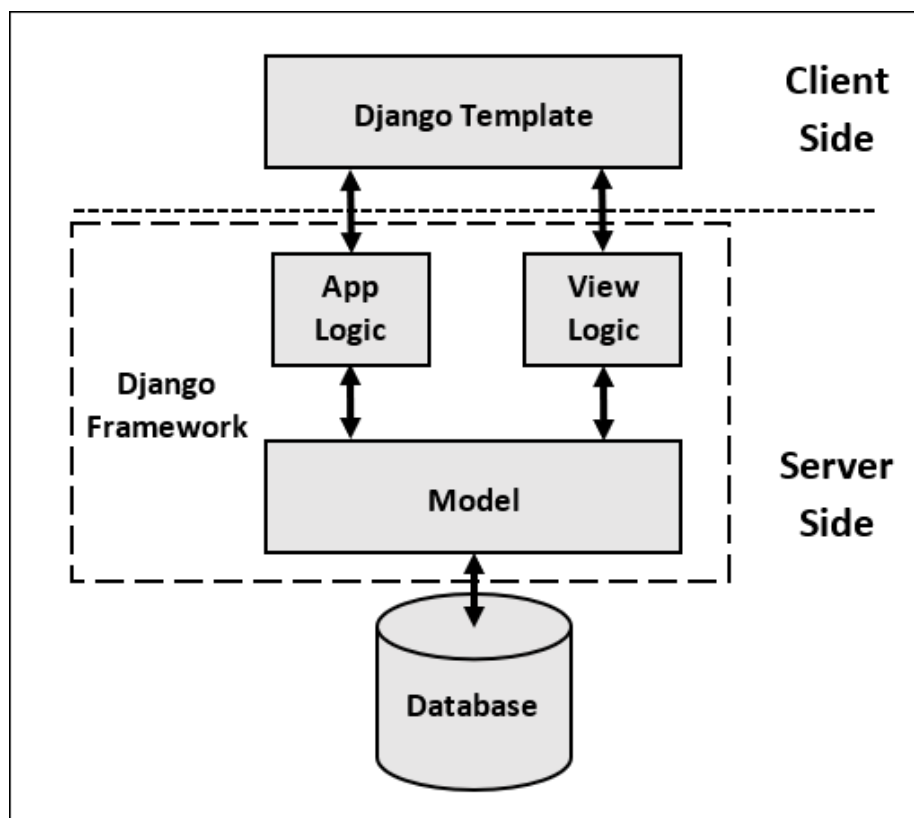 Django Template
Client
Side
App
Logic
View
Logic
Django
Framework
Model
Server
Side
Database